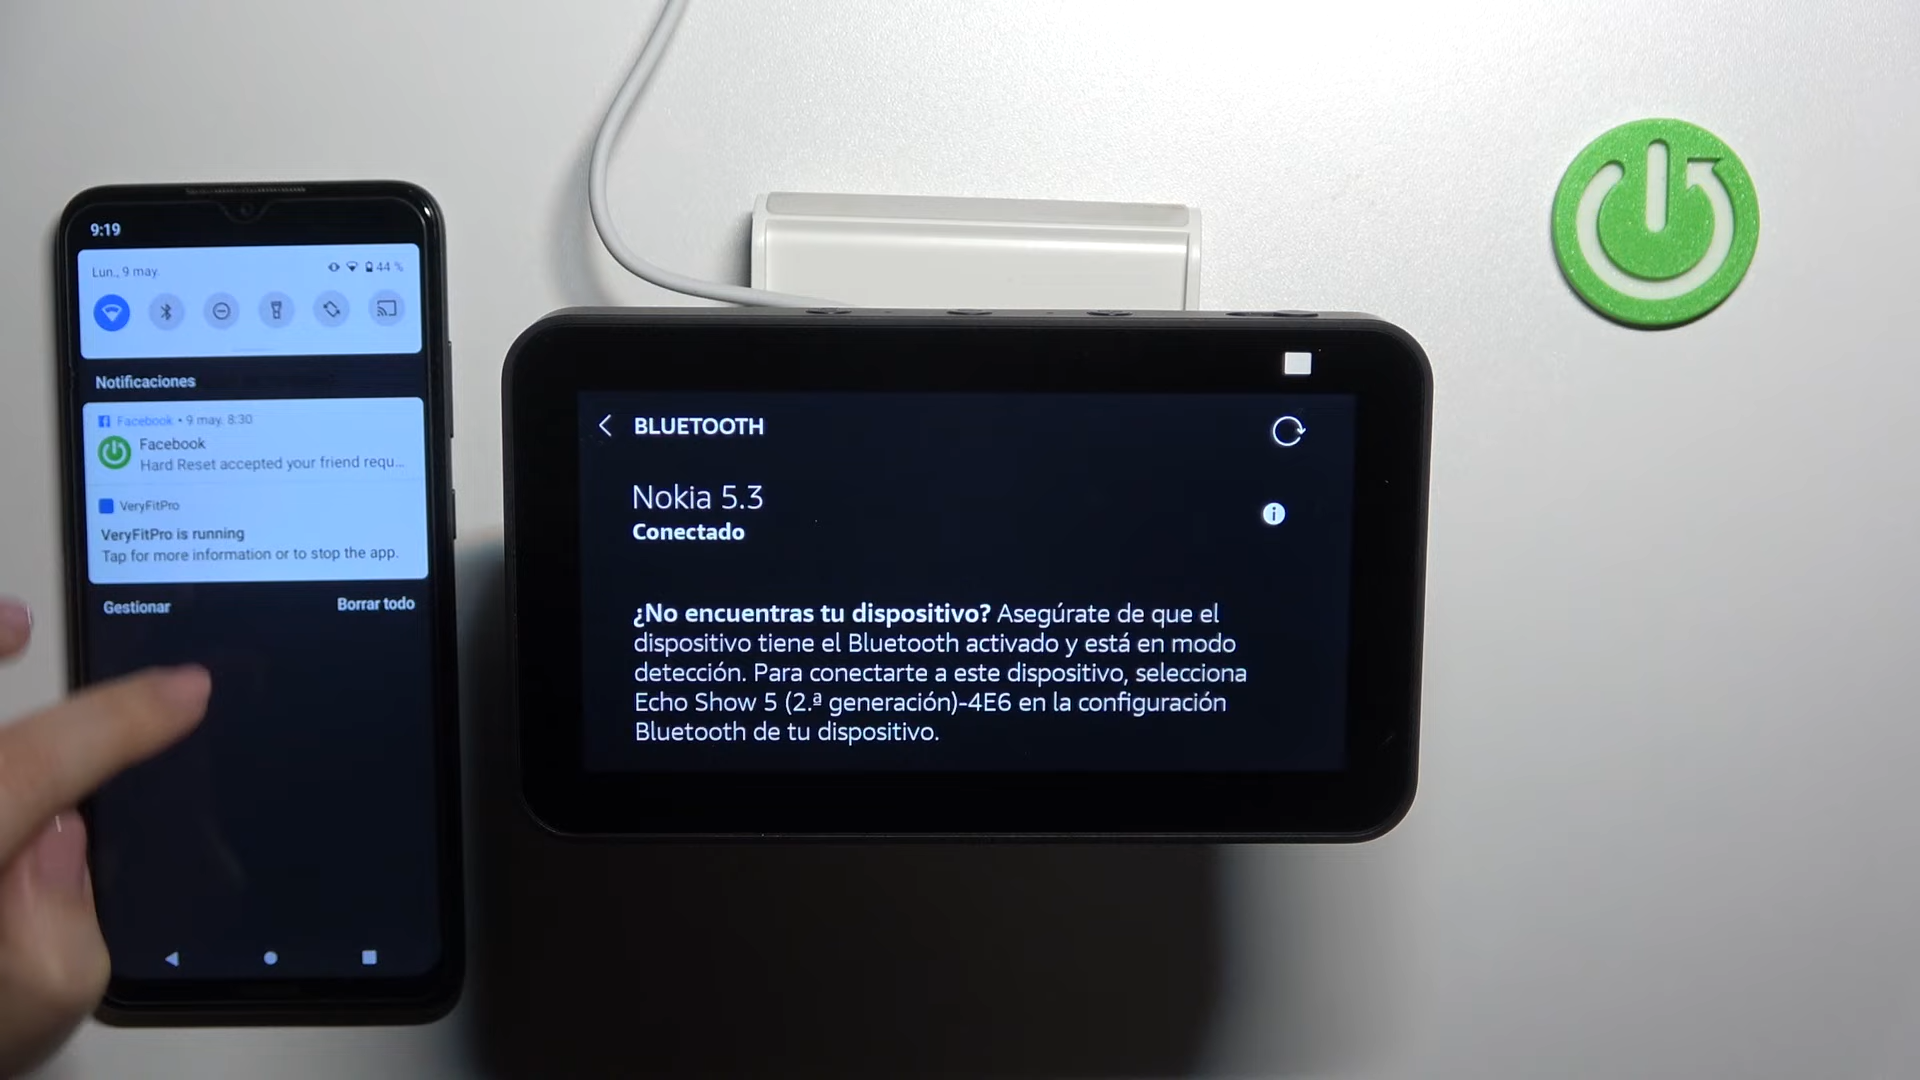 9:19
Lun., 9 may.
44 %
Notificaciones
Facebook • 9 may. 8:30
Facebook
Hard Reset accepted your friend requ...
VeryFitPro
VeryFitPro is running
Tap for more information or to stop the app.
Gestionar
Borrar todo
BLUETOOTH
Nokia 5.3
Conectado
¿No encuentras tu dispositivo? Asegúrate de que el
dispositivo tiene el Bluetooth activado y está en modo
detección. Para conectarte a este dispositivo, selecciona
Echo Show 5 (2.ª generación)-4E6 en la configuración
Bluetooth de tu dispositivo.